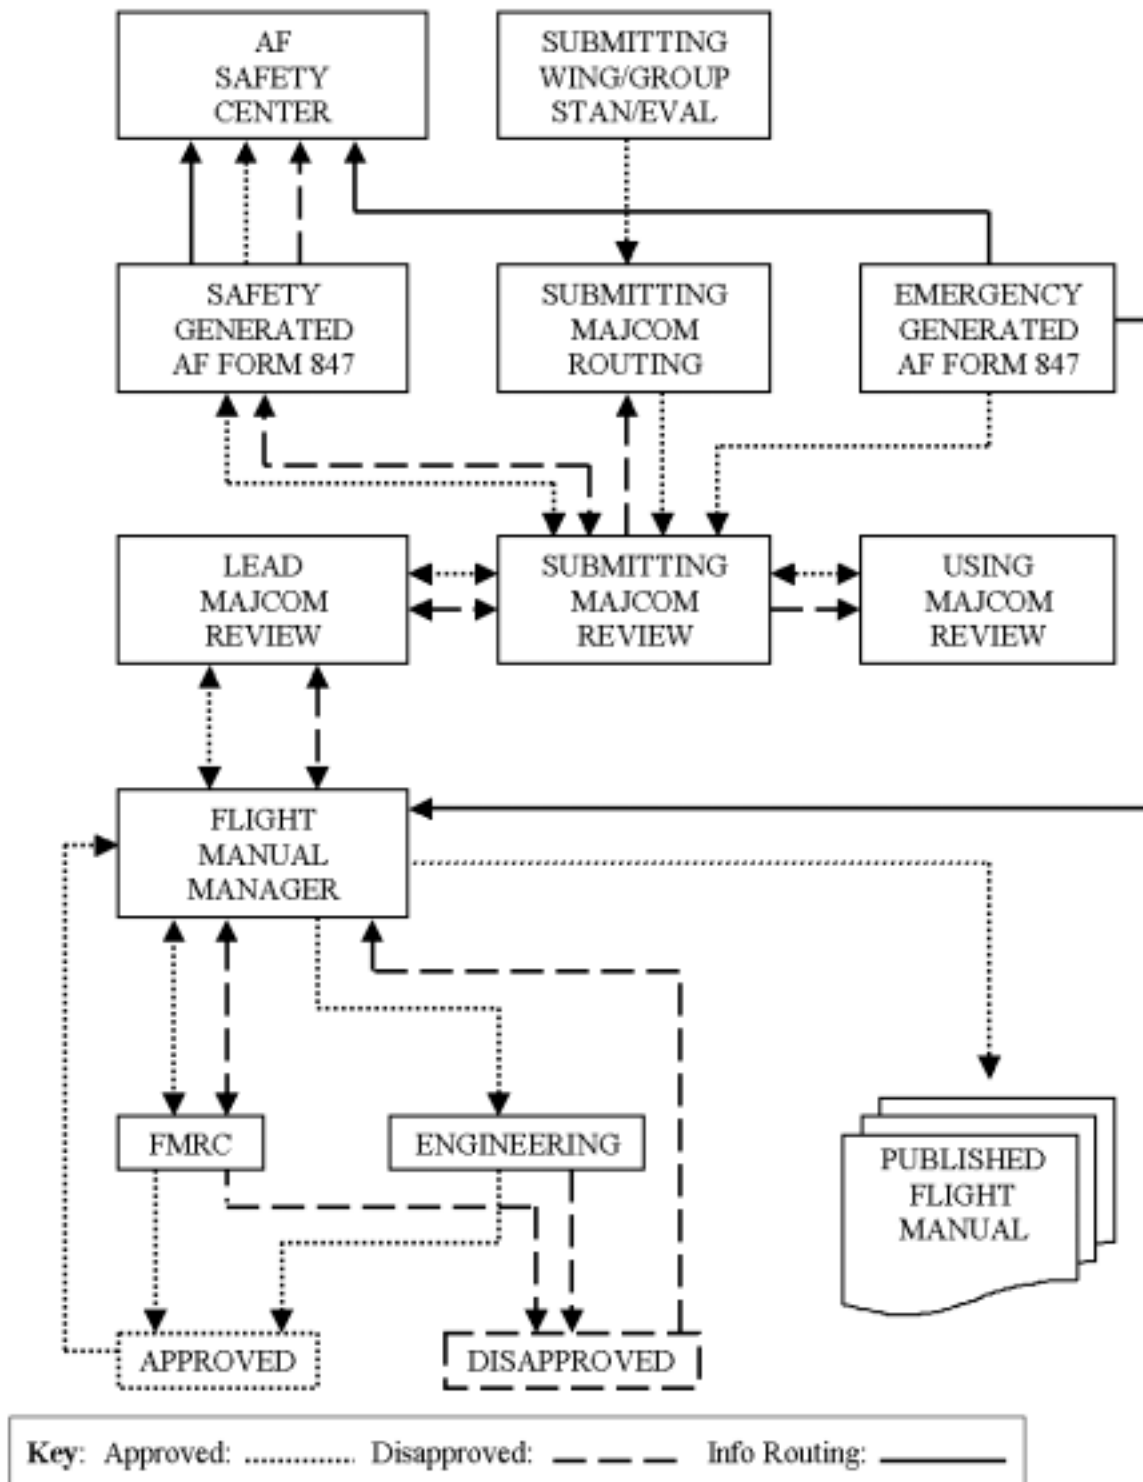 AF
SAFETY
CENTER
SUBMITTING
WING/GROUP
STAN/EVAL
SAFETY
GENERATED
AF FORM 847
SUBMITTING
MAJCOM
ROUTING
EMERGENCY
GENERATED
AF FORM 847
LEAD
MAJCOM
REVIEW
SUBMITTING
MAJCOM
REVIEW
USING
MAJCOM
REVIEW
FLIGHT
MANUAL
MANAGER
FMRC
ENGINEERING
PUBLISHED
FLIGHT
MANUAL
APPROVED
DISAPPROVED
Key: Approved: Disapproved: Info Routing: